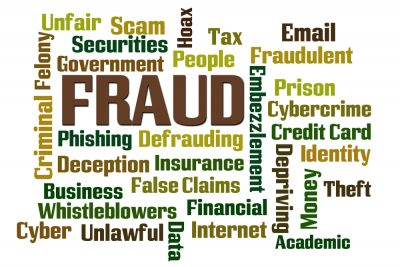 Unfair
Scam
Hoax
Tax
Email
Securities
Fraudulent
Government
People
Criminal Felony
FRAUD
Embezzlement
Prison
Cybercrime
Phishing
Defrauding
Credit Card
Deception
Insurance
Depriving
Identity
Business
False Claims
Money
Theft
Whistleblowers
Financial
Cyber
Unlawful
Data
Internet
Academic